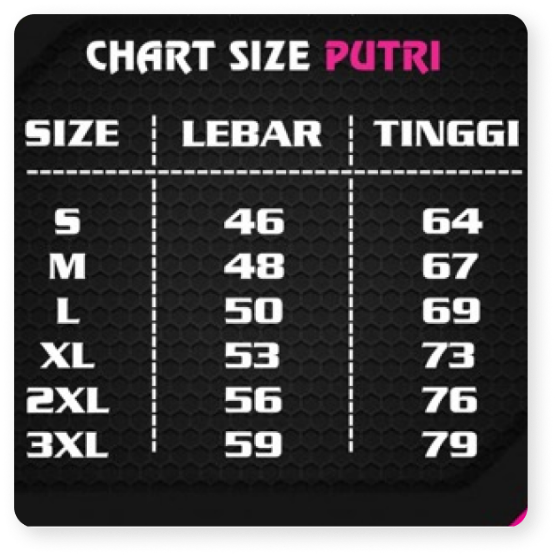 CHART SIZE PUTRI
SIZE LEBAR TINGGI
S 46 64
M 48 67
L 50 69
XL 53 73
2XL 56 76
3XL 59 79